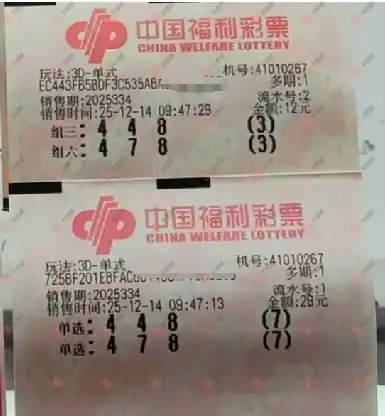 中国福利彩票
CHINA WELFARE LOTTERY
玩法:3D-单式 机号:41010267
多期:1
销售期:2025334 流水号:2
销售时间:25-12-14 09:47:29 金额:12元
组三: 4 4 8 (3)
组六: 4 7 8 (3)
中国福利彩票
CHINA WELFARE LOTTERY
玩法:3D-单式 机号:41010267
多期:1
销售期:2025334 流水号:1
销售时间:25-12-14 09:47:13 金额:28元
单选: 4 4 8 (7)
单选: 4 7 8 (7)